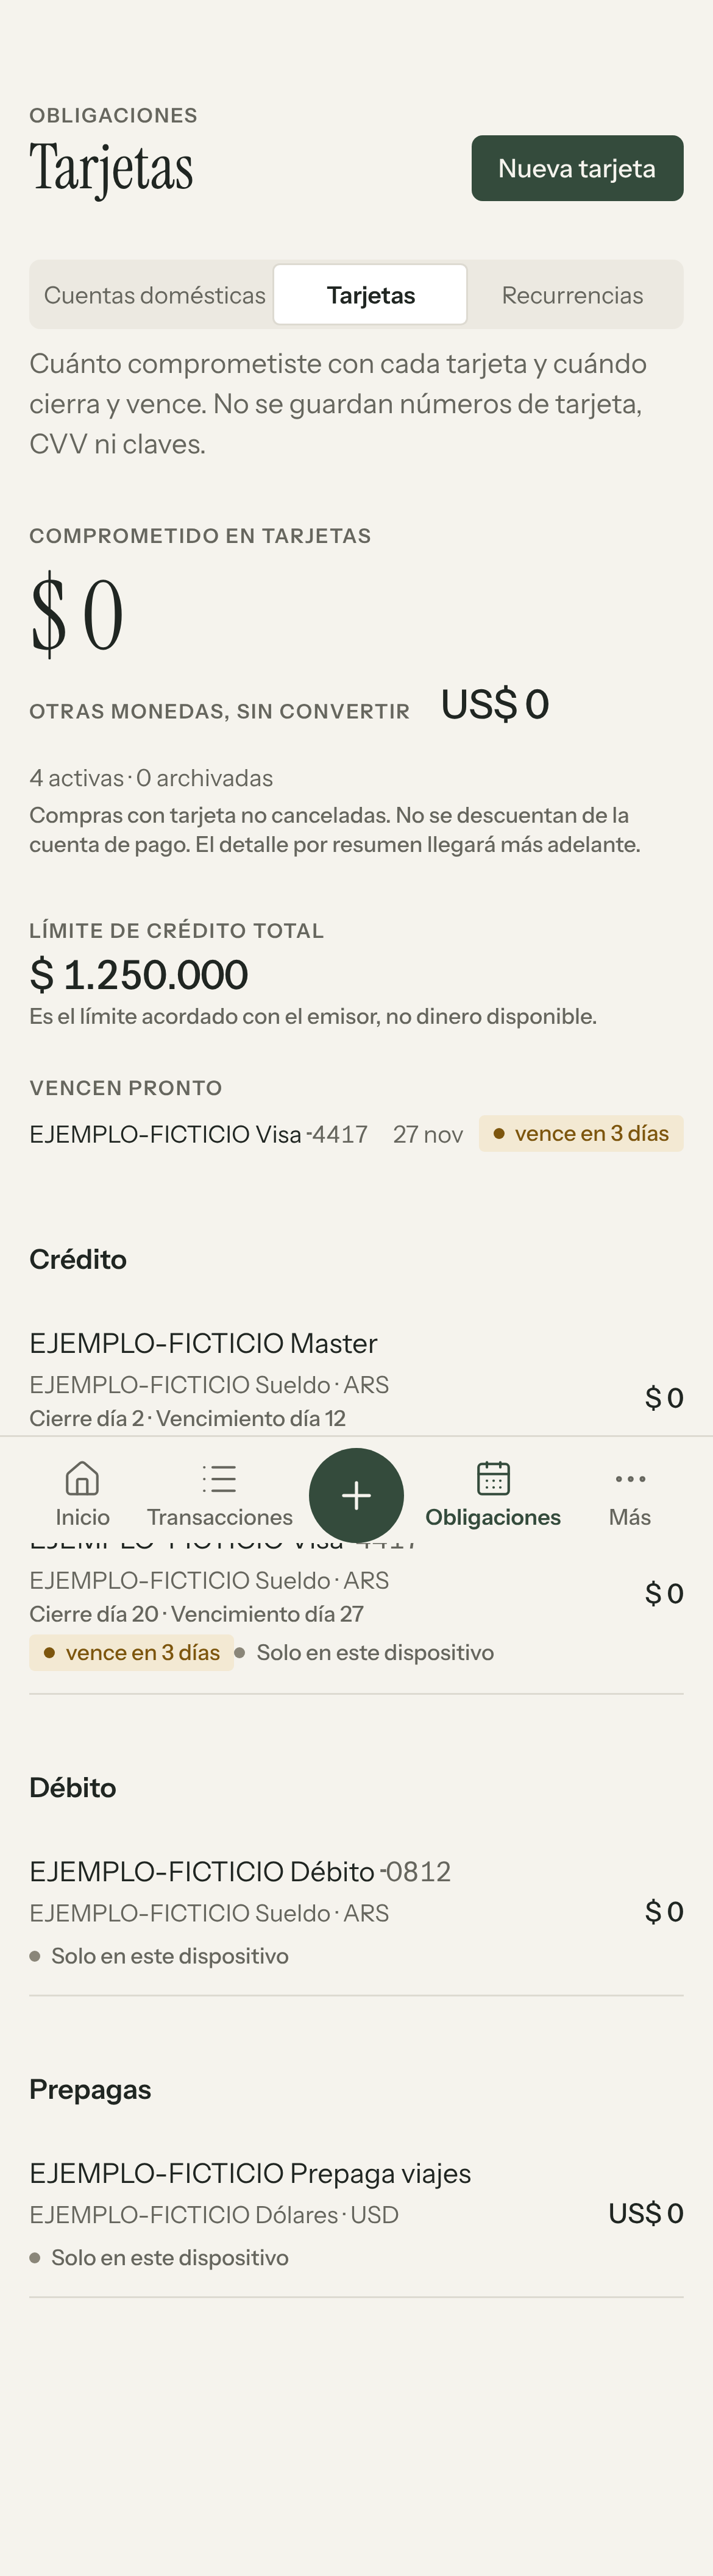 OBLIGACIONES
Tarjetas
Nueva tarjeta
Cuentas domésticas
Tarjetas
Recurrencias
Cuánto comprometiste con cada tarjeta y cuándo
cierra y vence. No se guardan números de tarjeta,
CVV ni claves.
COMPROMETIDO EN TARJETAS
$ 0
OTRAS MONEDAS, SIN CONVERTIR US$ 0
4 activas · 0 archivadas
Compras con tarjeta no canceladas. No se descuentan de la
cuenta de pago. El detalle por resumen llegará más adelante.
LÍMITE DE CRÉDITO TOTAL
$ 1.250.000
Es el límite acordado con el emisor, no dinero disponible.
VENCEN PRONTO
EJEMPLO-FICTICIO Visa ·4417 27 nov vence en 3 días
Crédito
EJEMPLO-FICTICIO Master
EJEMPLO-FICTICIO Sueldo · ARS
$ 0
Cierre día 2 · Vencimiento día 12
Inicio
Transacciones
Obligaciones
Más
EJEMPLO-FICTICIO Visa ·4417
EJEMPLO-FICTICIO Sueldo · ARS
$ 0
Cierre día 20 · Vencimiento día 27
vence en 3 días Solo en este dispositivo
Débito
EJEMPLO-FICTICIO Débito ·0812
EJEMPLO-FICTICIO Sueldo · ARS
$ 0
Solo en este dispositivo
Prepagas
EJEMPLO-FICTICIO Prepaga viajes
EJEMPLO-FICTICIO Dólares · USD
US$ 0
Solo en este dispositivo